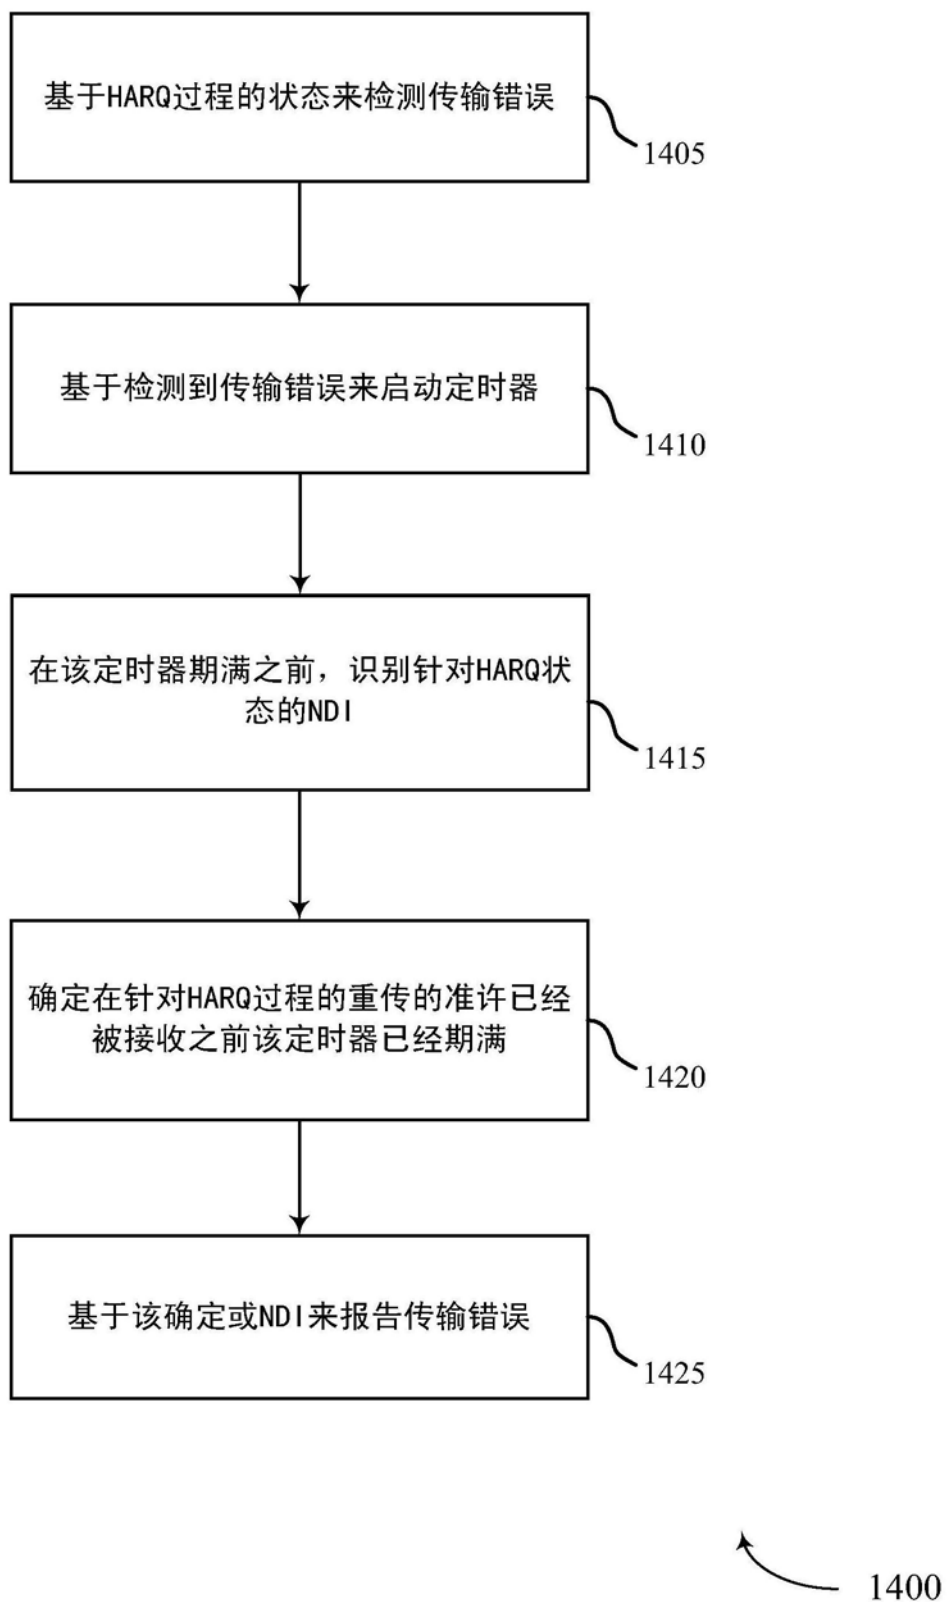 基于HARQ过程的状态来检测传输错误
1405
基于检测到传输错误来启动定时器
1410
在该定时器期满之前，识别针对HARQ状
态的NDI
1415
确定在针对HARQ过程的重传的准许已经
被接收之前该定时器已经期满
1420
基于该确定或NDI来报告传输错误
1425
1400